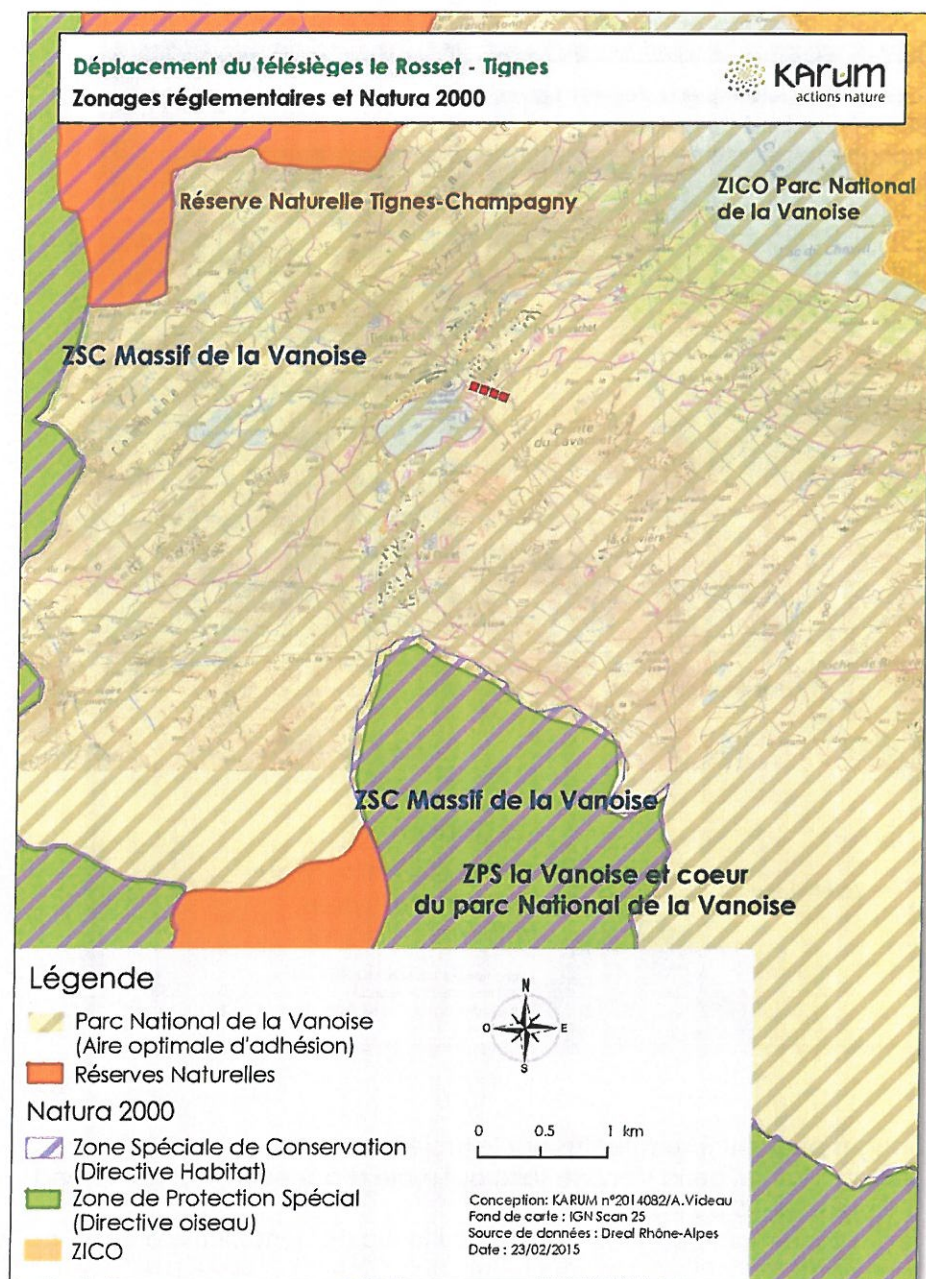 Déplacement du télésièges le Rosset - Tignes
Zonages réglementaires et Natura 2000
KARUM
actions nature
Réserve Naturelle Tignes-Champagny
ZICO Parc National
de la Vanoise
ZSC Massif de la Vanoise
ZSC Massif de la Vanoise
ZPS la Vanoise et coeur
du parc National de la Vanoise
Légende
Parc National de la Vanoise
(Aire optimale d'adhésion)
Réserves Naturelles
Natura 2000
Zone Spéciale de Conservation
(Directive Habitat)
Zone de Protection Spécial
(Directive oiseau)
ZICO
N
O
E
S
0 0.5 1 km
Conception: KARUM n°2014082/A.Videau
Fond de carte : IGN Scan 25
Source de données : Dreal Rhône-Alpes
Date : 23/02/2015